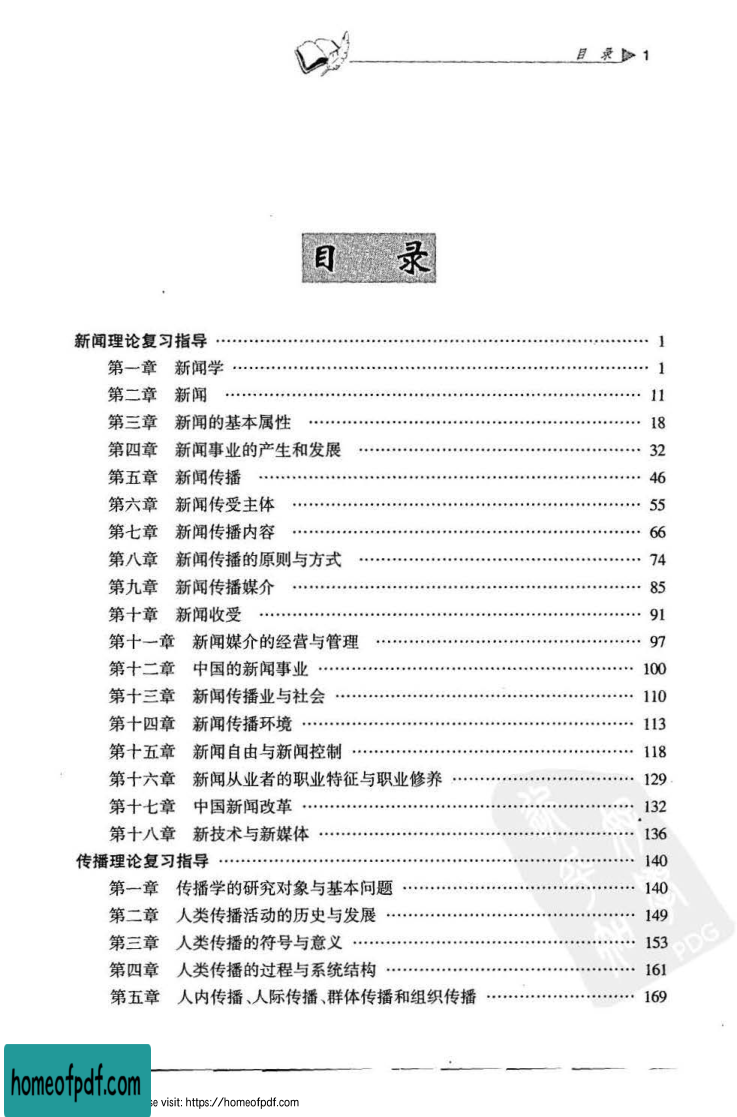 目 录 ▶ 1
目 录
新闻理论复习指导 …… 1
第一章 新闻学 …… 1
第二章 新闻 …… 11
第三章 新闻的基本属性 …… 18
第四章 新闻事业的产生和发展 …… 32
第五章 新闻传播 …… 46
第六章 新闻传受主体 …… 55
第七章 新闻传播内容 …… 66
第八章 新闻传播的原则与方式 …… 74
第九章 新闻传播媒介 …… 85
第十章 新闻收受 …… 91
第十一章 新闻媒介的经营与管理 …… 97
第十二章 中国的新闻事业 …… 100
第十三章 新闻传播业与社会 …… 110
第十四章 新闻传播环境 …… 113
第十五章 新闻自由与新闻控制 …… 118
第十六章 新闻从业者的职业特征与职业修养 …… 129
第十七章 中国新闻改革 …… 132
第十八章 新技术与新媒体 …… 136
传播理论复习指导 …… 140
第一章 传播学的研究对象与基本问题 …… 140
第二章 人类传播活动的历史与发展 …… 149
第三章 人类传播的符号与意义 …… 153
第四章 人类传播的过程与系统结构 …… 161
第五章 人内传播、人际传播、群体传播和组织传播 …… 169
PDG
homeofpdf.com
se visit: https://homeofpdf.com